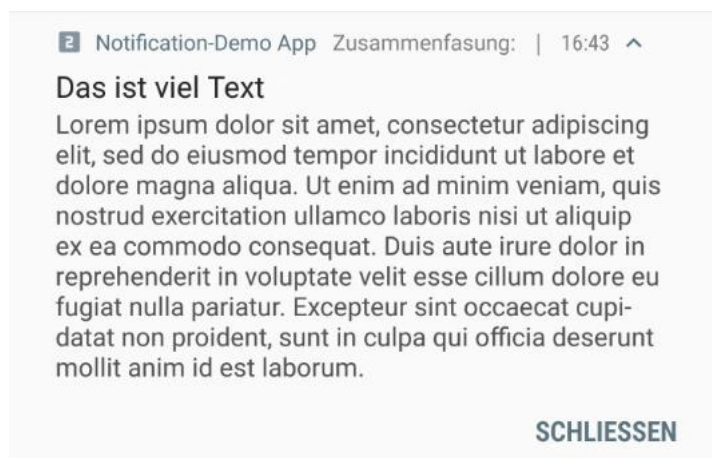 2 Notification-Demo App Zusammenfasung: | 16:43
Das ist viel Text
Lorem ipsum dolor sit amet, consectetur adipiscing
elit, sed do eiusmod tempor incididunt ut labore et
dolore magna aliqua. Ut enim ad minim veniam, quis
nostrud exercitation ullamco laboris nisi ut aliquip
ex ea commodo consequat. Duis aute irure dolor in
reprehenderit in voluptate velit esse cillum dolore eu
fugiat nulla pariatur. Excepteur sint occaecat cupi-
datat non proident, sunt in culpa qui officia deserunt
mollit anim id est laborum.
SCHLIESSEN